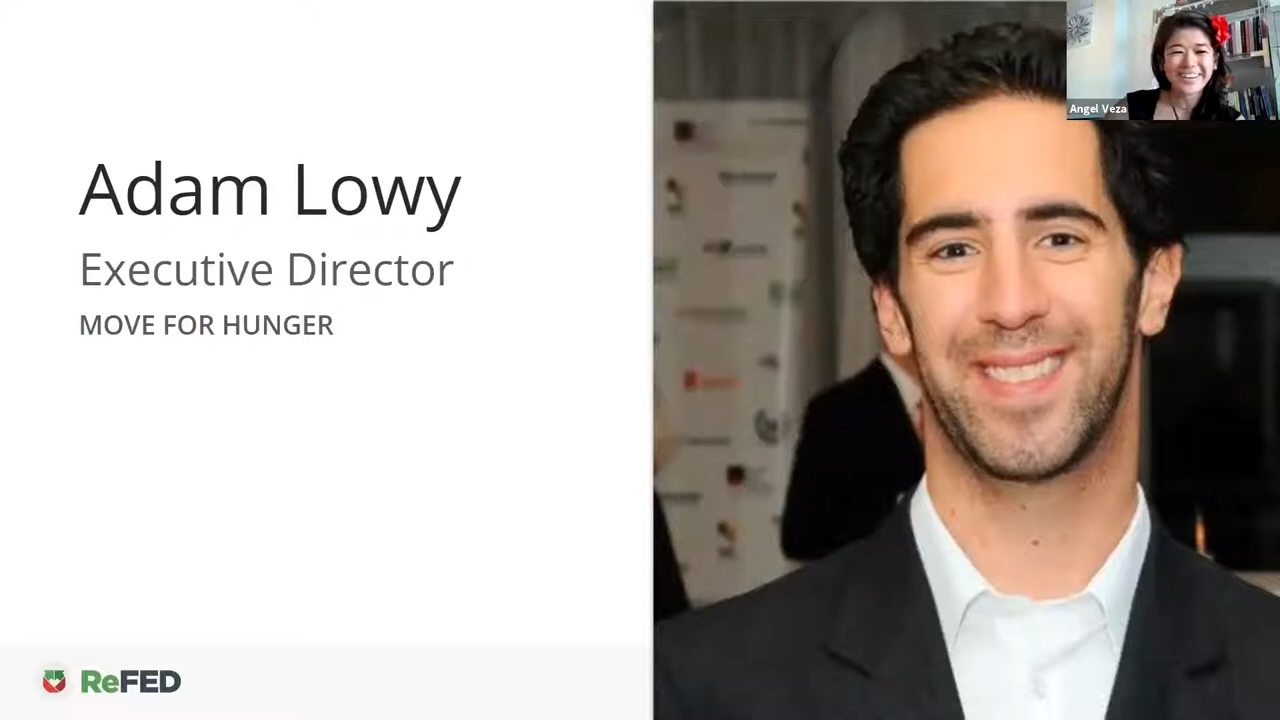 Adam Lowy
Executive Director
MOVE FOR HUNGER
ReFED
Angel Veza